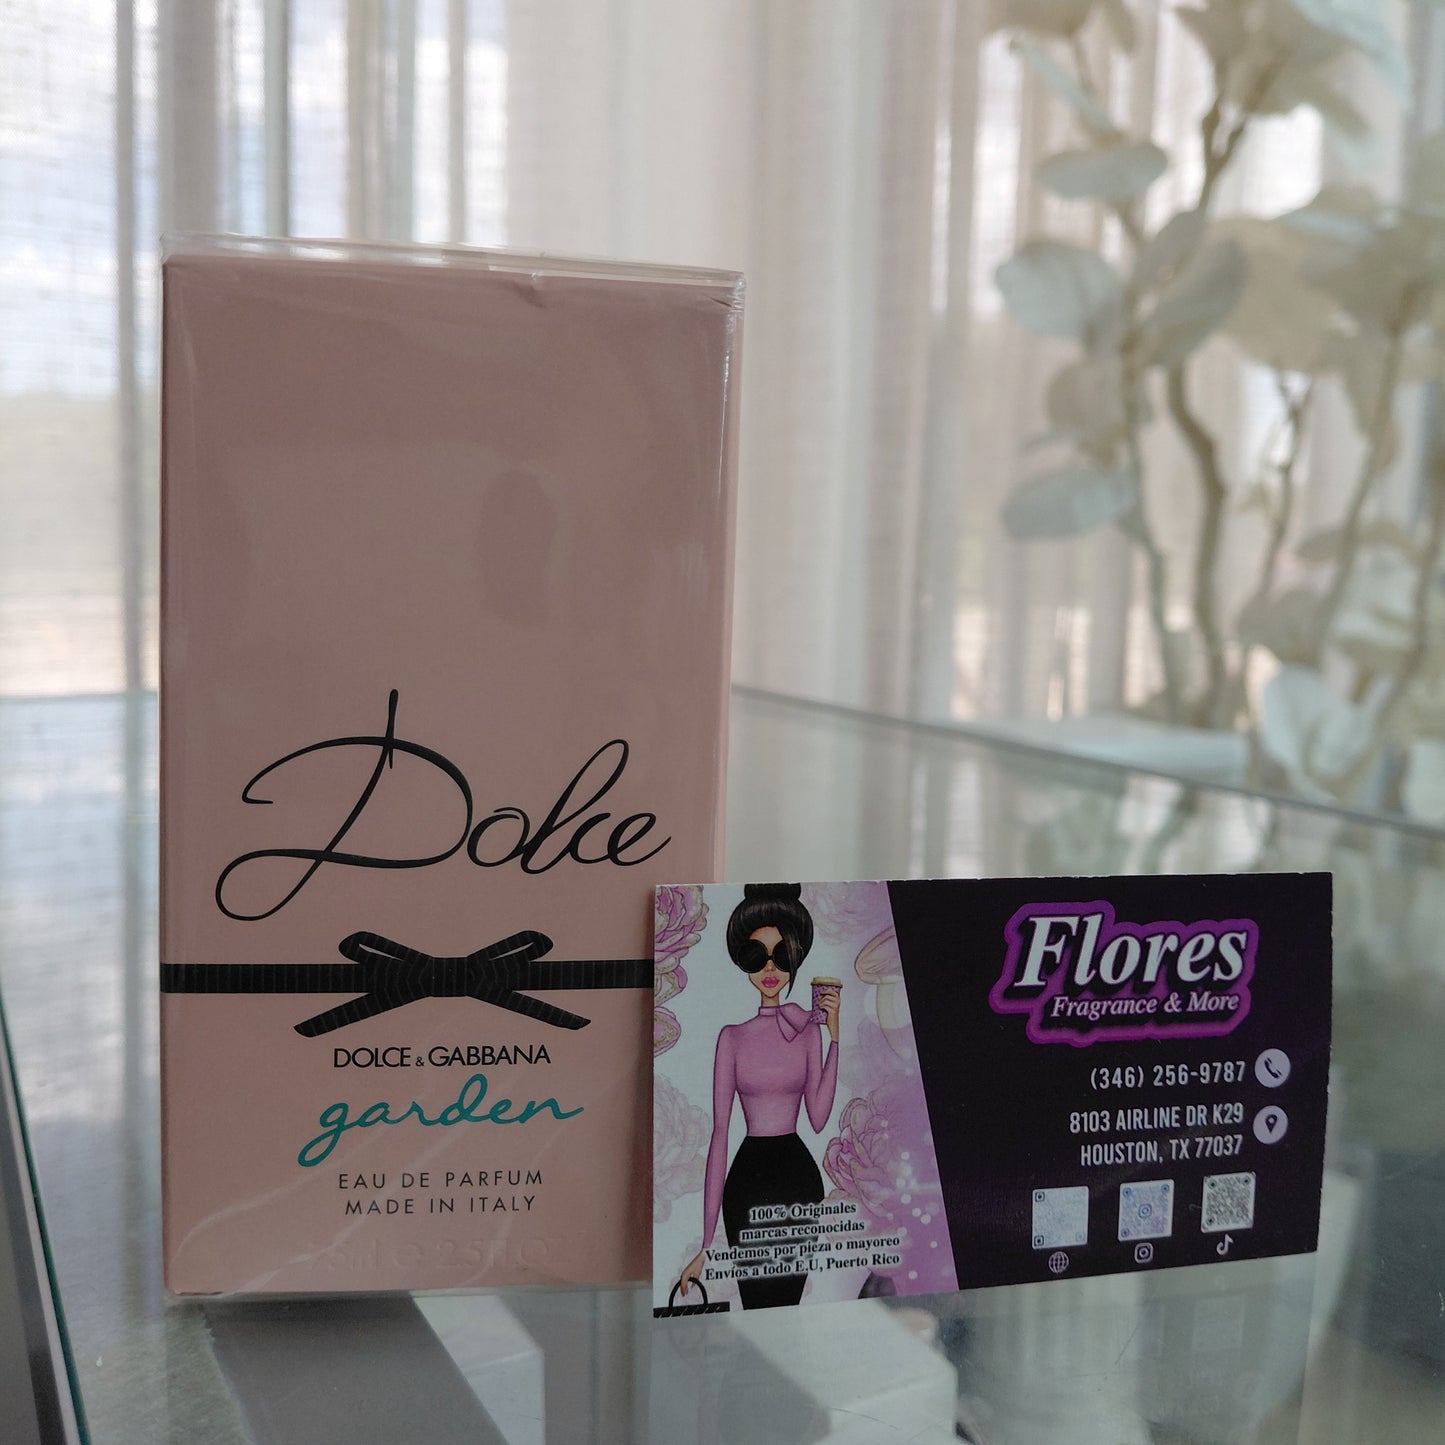 Dolce
DOLCE & GABBANA
garden
EAU DE PARFUM
MADE IN ITALY
Flores
Fragrance & More
(346) 256-9787
8103 AIRLINE DR K29
HOUSTON, TX 77037
100% Originales
marcas reconocidas
Vendemos por pieza o mayoreo
Envíos a todo E.U, Puerto Rico